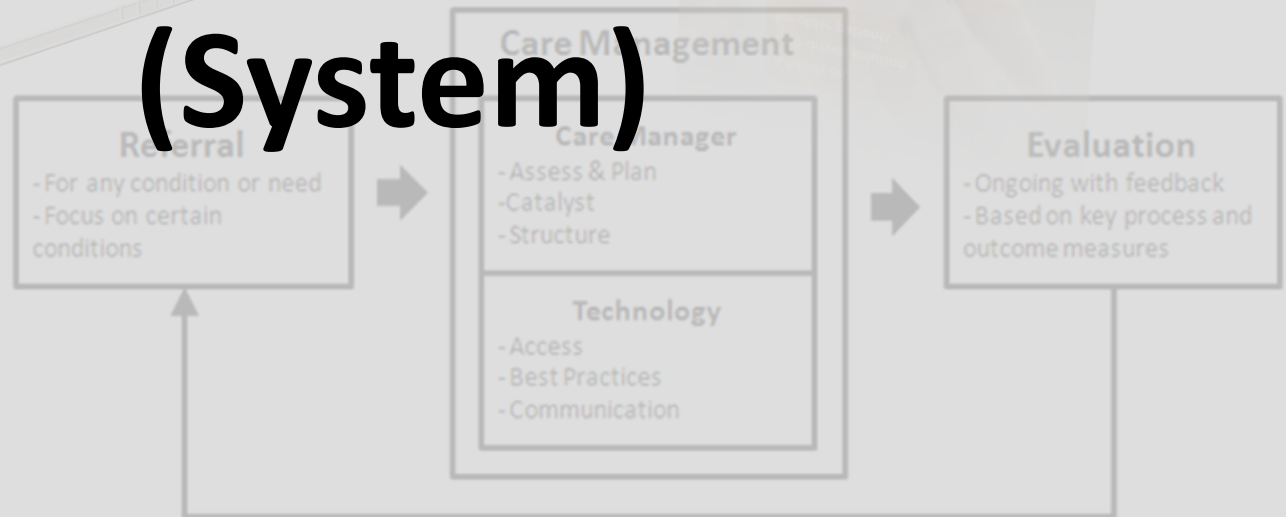 (System)
Care Management
Referral
- For any condition or need
- Focus on certain
conditions
Care Manager
- Assess & Plan
-Catalyst
- Structure
Technology
- Access
- Best Practices
- Communication
Evaluation
- Ongoing with feedback
- Based on key process and
outcome measures